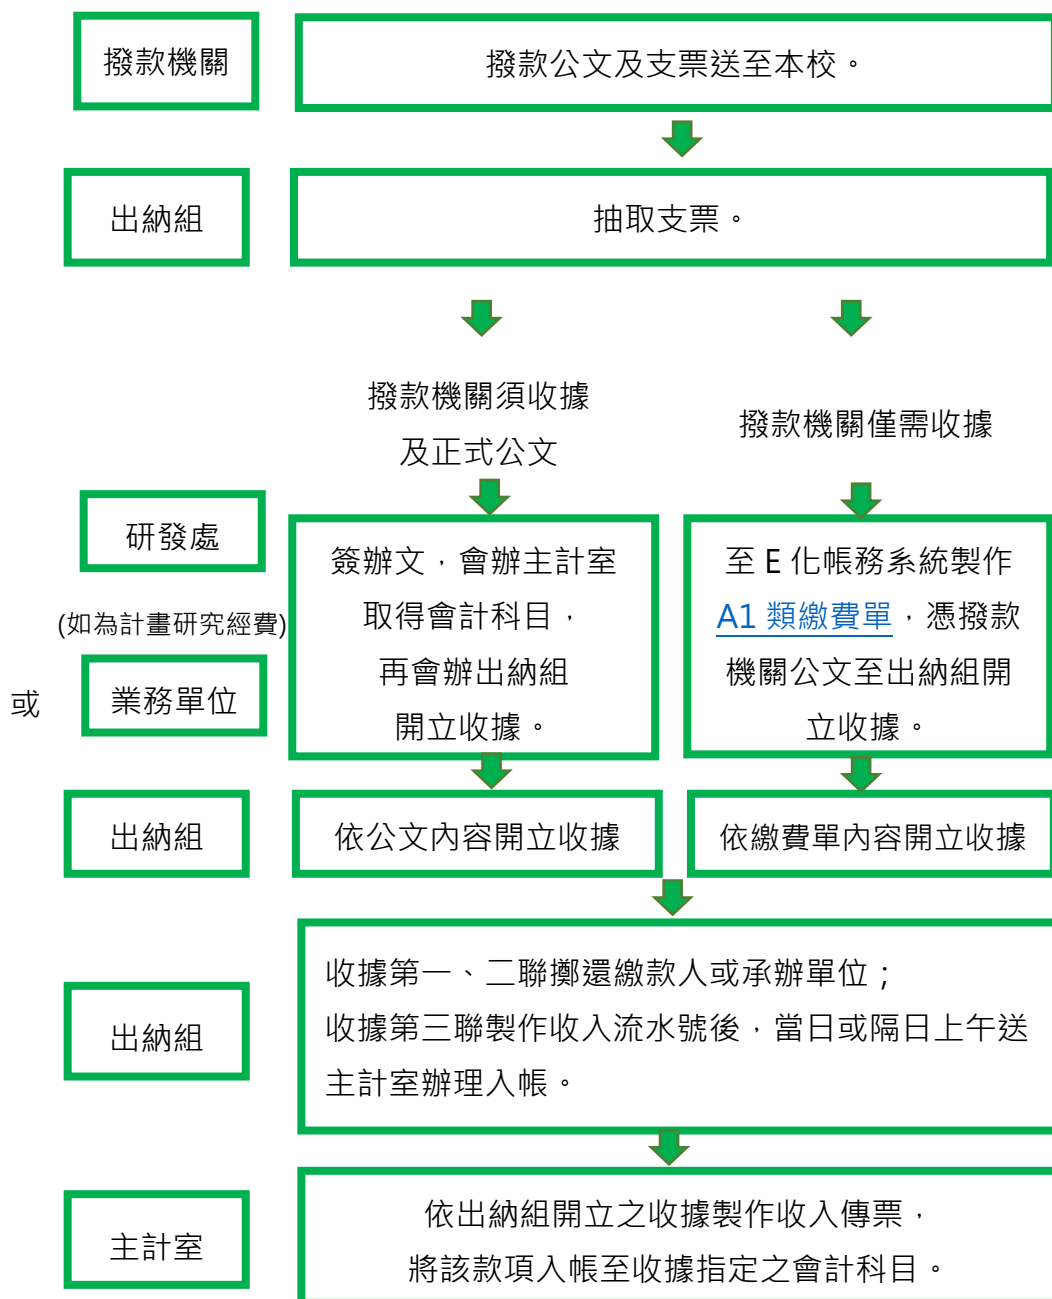 撥款機關
撥款公文及支票送至本校。
出納組
抽取支票。
撥款機關須收據
及正式公文
撥款機關僅需收據
研發處
(如為計畫研究經費)
或
業務單位
簽辦文，會辦主計室
取得會計科目，
再會辦出納組
開立收據。
至 E 化帳務系統製作
A1 類繳費單，憑撥款
機關公文至出納組開
立收據。
出納組
依公文內容開立收據
依繳費單內容開立收據
出納組
收據第一、二聯擲還繳款人或承辦單位；
收據第三聯製作收入流水號後，當日或隔日上午送
主計室辦理入帳。
主計室
依出納組開立之收據製作收入傳票，
將該款項入帳至收據指定之會計科目。